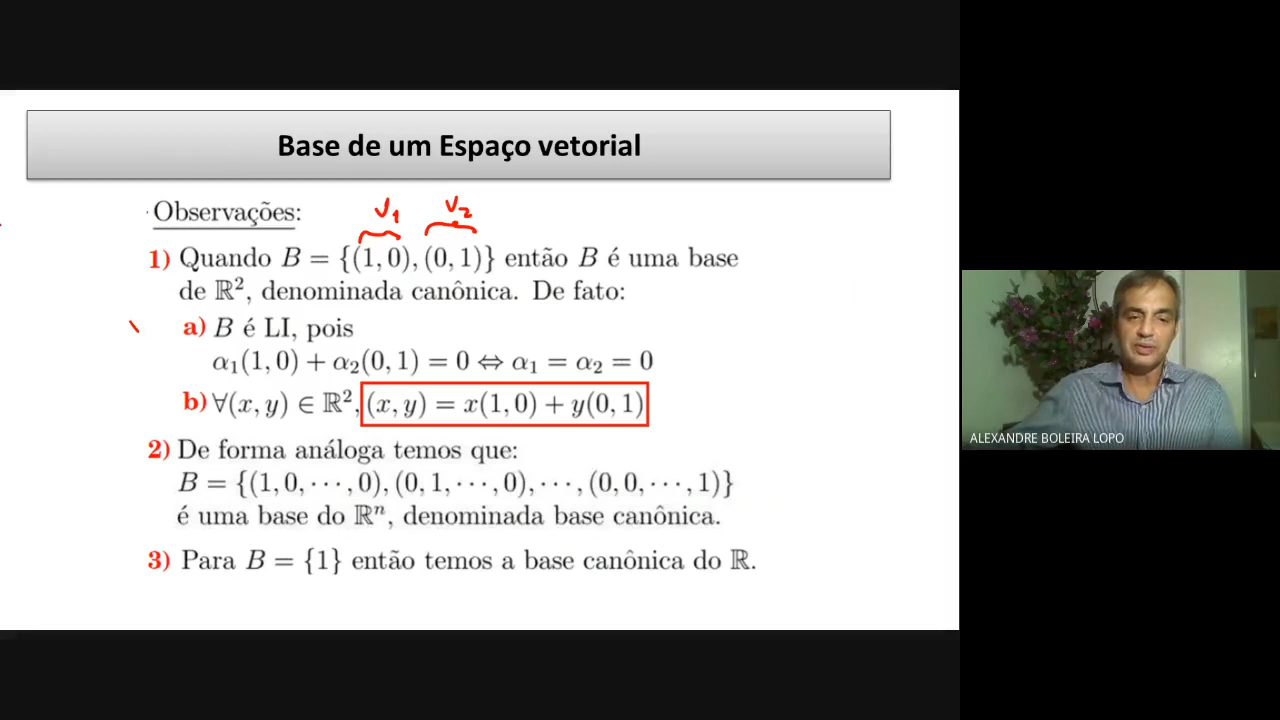 Base de um Espaço vetorial
Observações:
v₁ v₂
1) Quando B = {(1, 0), (0, 1)} então B é uma base
de ℝ², denominada canônica. De fato:
a) B é LI, pois
α₁(1, 0) + α₂(0, 1) = 0 ⇔ α₁ = α₂ = 0
b) ∀(x, y) ∈ ℝ², (x, y) = x(1, 0) + y(0, 1)
2) De forma análoga temos que:
B = {(1, 0, ⋯, 0), (0, 1, ⋯, 0), ⋯, (0, 0, ⋯, 1)}
é uma base do ℝⁿ, denominada base canônica.
3) Para B = {1} então temos a base canônica do ℝ.
ALEXANDRE BOLEIRA LOPO